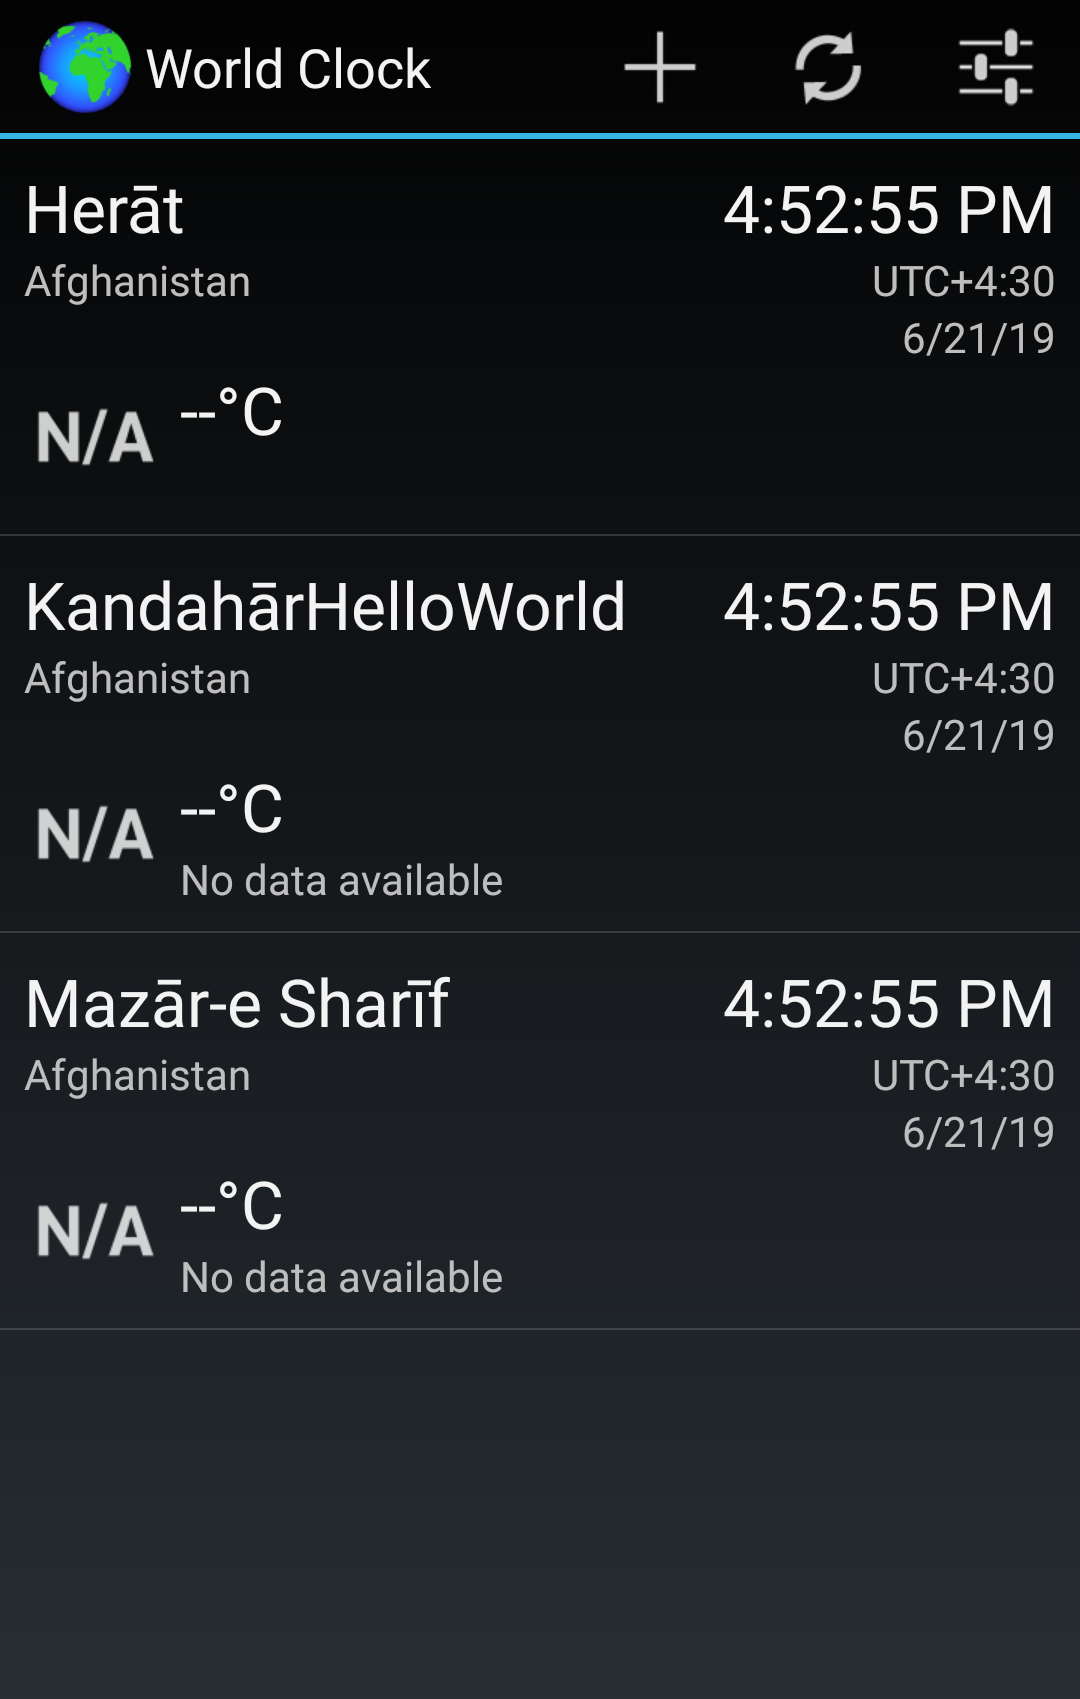 World Clock
Herāt 4:52:55 PM
Afghanistan UTC+4:30
6/21/19
N/A --°C
KandahārHelloWorld 4:52:55 PM
Afghanistan UTC+4:30
6/21/19
N/A --°C
No data available
Mazār-e Sharīf 4:52:55 PM
Afghanistan UTC+4:30
6/21/19
N/A --°C
No data available